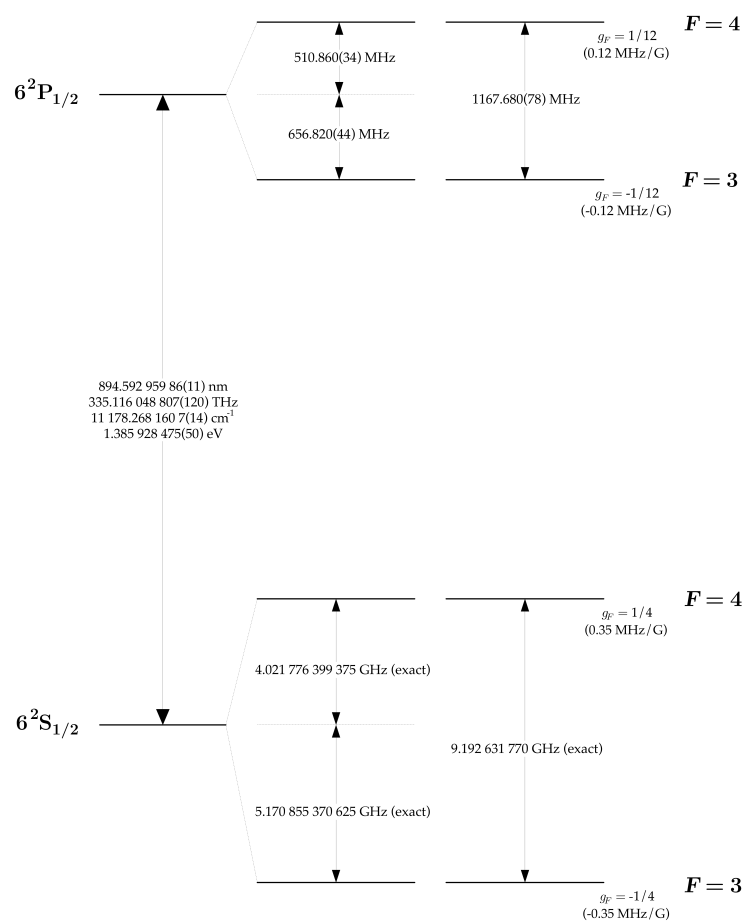 F = 4
g_F = 1/12
(0.12 MHz/G)
510.860(34) MHz
6²P₁/₂
1167.680(78) MHz
656.820(44) MHz
F = 3
g_F = -1/12
(-0.12 MHz/G)
894.592 959 86(11) nm
335.116 048 807(120) THz
11 178.268 160 7(14) cm⁻¹
1.385 928 475(50) eV
F = 4
g_F = 1/4
(0.35 MHz/G)
4.021 776 399 375 GHz (exact)
6²S₁/₂
9.192 631 770 GHz (exact)
5.170 855 370 625 GHz (exact)
F = 3
g_F = -1/4
(-0.35 MHz/G)